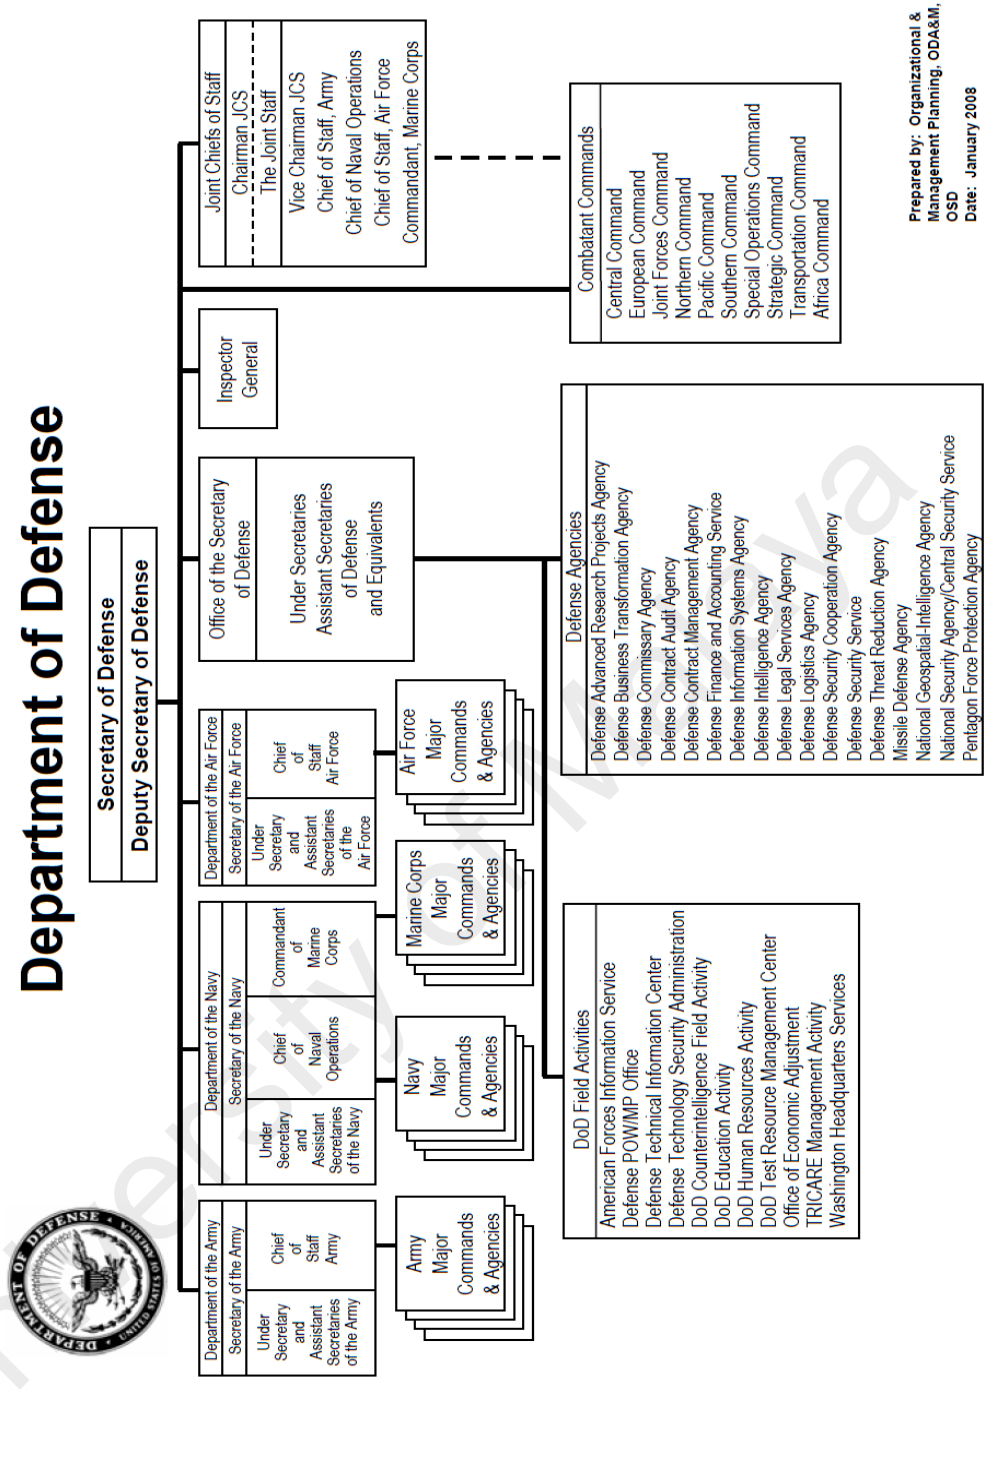 Department of Defense
DEPARTMENT OF DEFENSE
UNITED STATES OF AMERICA
Secretary of Defense
Deputy Secretary of Defense
Department of the Army
Secretary of the Army
Under
Secretary
and
Assistant
Secretaries
of the Army
Chief
of
Staff
Army
Army
Major
Commands
& Agencies
Department of the Navy
Secretary of the Navy
Under
Secretary
and
Assistant
Secretaries
of the Navy
Chief
of
Naval
Operations
Commandant
of
Marine
Corps
Navy
Major
Commands
& Agencies
Marine Corps
Major
Commands
& Agencies
Department of the Air Force
Secretary of the Air Force
Under
Secretary
and
Assistant
Secretaries
of the
Air Force
Chief
of
Staff
Air Force
Air Force
Major
Commands
& Agencies
Office of the Secretary
of Defense
Under Secretaries
Assistant Secretaries
of Defense
and Equivalents
Inspector
General
Joint Chiefs of Staff
Chairman JCS
The Joint Staff
Vice Chairman JCS
Chief of Staff, Army
Chief of Naval Operations
Chief of Staff, Air Force
Commandant, Marine Corps
DoD Field Activities
American Forces Information Service
Defense POW/MP Office
Defense Technical Information Center
Defense Technology Security Administration
DoD Counterintelligence Field Activity
DoD Education Activity
DoD Human Resources Activity
DoD Test Resource Management Center
Office of Economic Adjustment
TRICARE Management Activity
Washington Headquarters Services
Defense Agencies
Defense Advanced Research Projects Agency
Defense Business Transformation Agency
Defense Commissary Agency
Defense Contract Audit Agency
Defense Contract Management Agency
Defense Finance and Accounting Service
Defense Information Systems Agency
Defense Intelligence Agency
Defense Legal Services Agency
Defense Logistics Agency
Defense Security Cooperation Agency
Defense Security Service
Defense Threat Reduction Agency
Missile Defense Agency
National Geospatial-Intelligence Agency
National Security Agency/Central Security Service
Pentagon Force Protection Agency
Combatant Commands
Central Command
European Command
Joint Forces Command
Northern Command
Pacific Command
Southern Command
Special Operations Command
Strategic Command
Transportation Command
Africa Command
Prepared by: Organizational &
Management Planning, ODA&M,
OSD
Date: January 2008
of Malaya